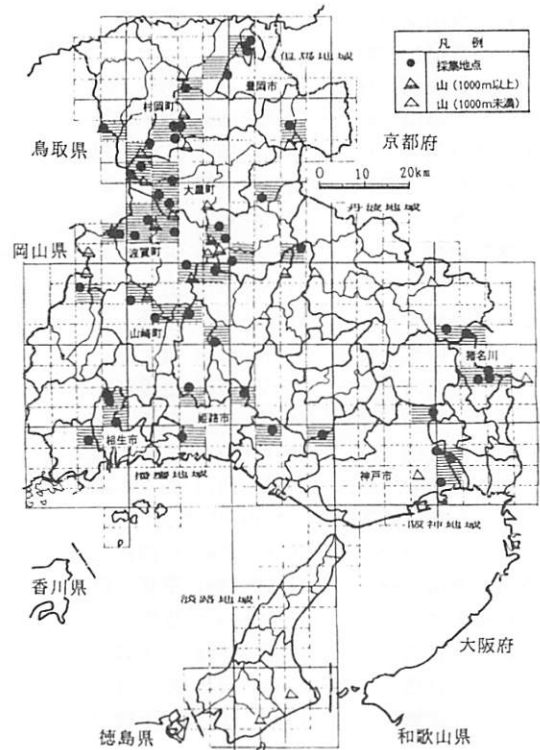 凡 例
採集地点
山 (1000m以上)
山 (1000m未満)
但馬地域
豊岡市
村岡町
鳥取県
京都府
0 10 20km
大屋町
丹波地域
岡山県
波賀町
山崎町
猪名川
姫路市
相生市
播磨地域
神戸市
阪神地域
香川県
淡路地域
大阪府
徳島県
和歌山県